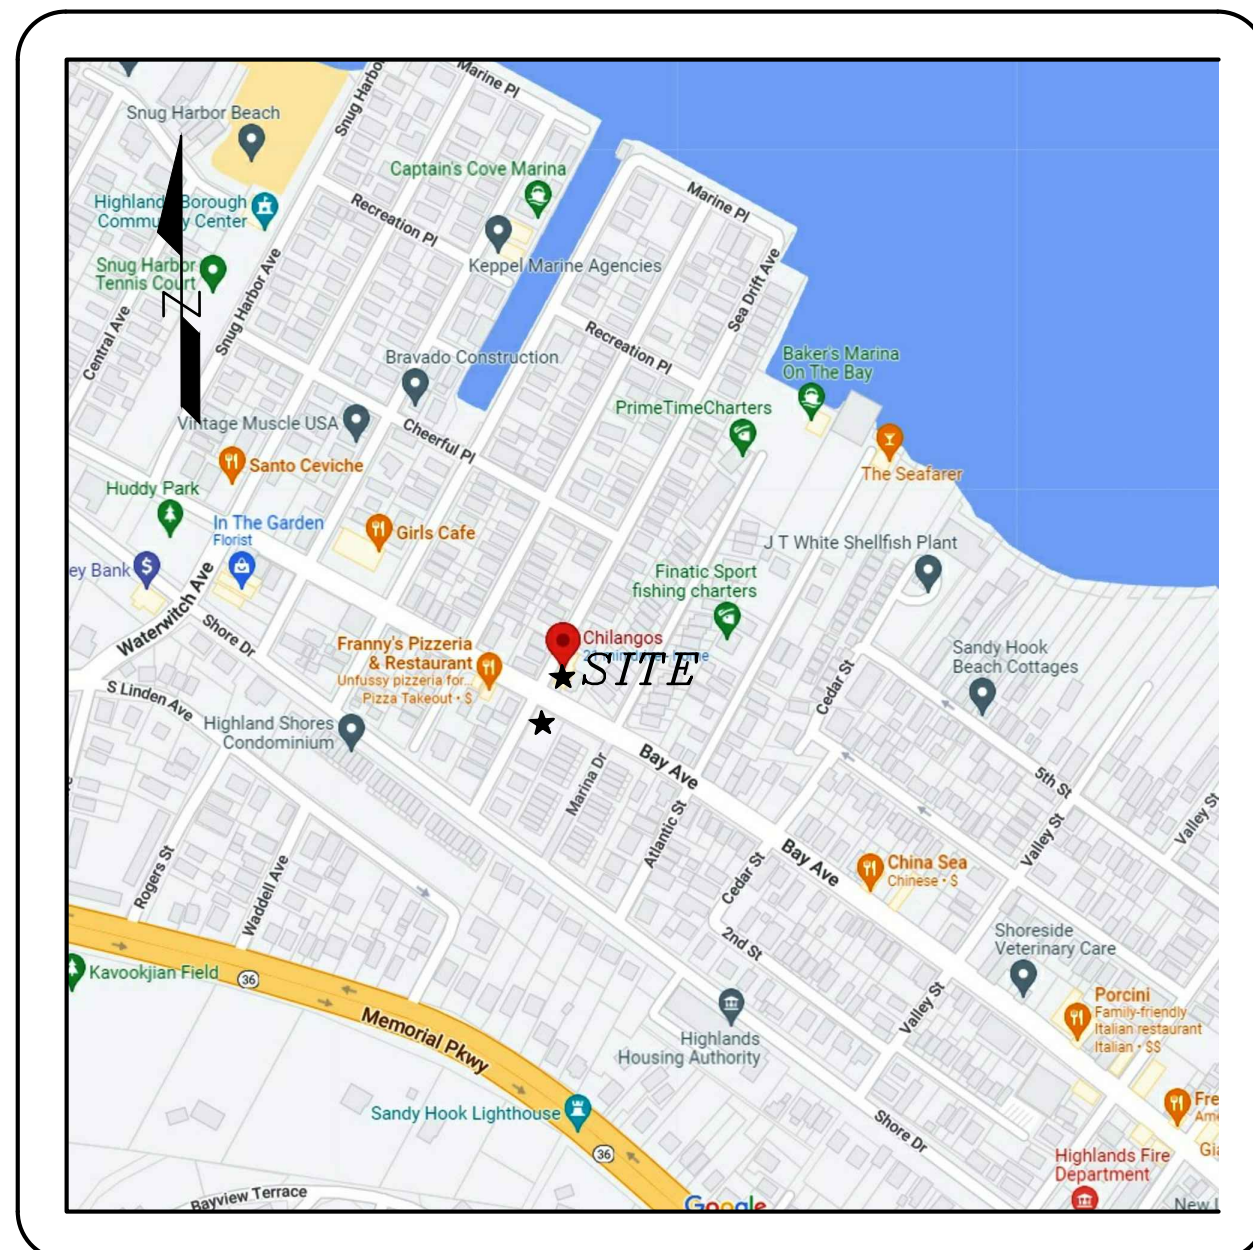 Marine Pl
Snug Harbor
Snug Harbor Beach
Captain's Cove Marina
Marine Pl
Highlands Borough
Community Center
Recreation Pl
Keppel Marine Agencies
Snug Harbor
Tennis Court
Z
Snug Harbor Ave
Sea Drift Ave
Central Ave
Recreation Pl
Bravado Construction
Baker's Marina
On The Bay
PrimeTimeCharters
Vintage Muscle USA
Cheerful Pl
Santo Ceviche
The Seafarer
Huddy Park
In The Garden
Florist
Girls Cafe
J T White Shellfish Plant
ey Bank
Finatic Sport
fishing charters
Waterwitch Ave
Shore Dr
Franny's Pizzeria
& Restaurant
Unfussy pizzeria for...
Pizza Takeout • $
Chilangos
SITE
Sandy Hook
Beach Cottages
Cedar St
S Linden Ave
Highland Shores
Condominium
Bay Ave
Marina Dr
5th St
Atlantic St
Valley St
Valley St
Bay Ave
China Sea
Chinese • $
Cedar St
Rogers St
Waddell Ave
2nd St
Shoreside
Veterinary Care
Kavookjian Field
36
Valley St
Porcini
Family-friendly
Italian restaurant
Italian • $$
Memorial Pkwy
Highlands
Housing Authority
Sandy Hook Lighthouse
Fre
Ame
Shore Dr
36
Gia
Highlands Fire
Department
Bayview Terrace
Google
New